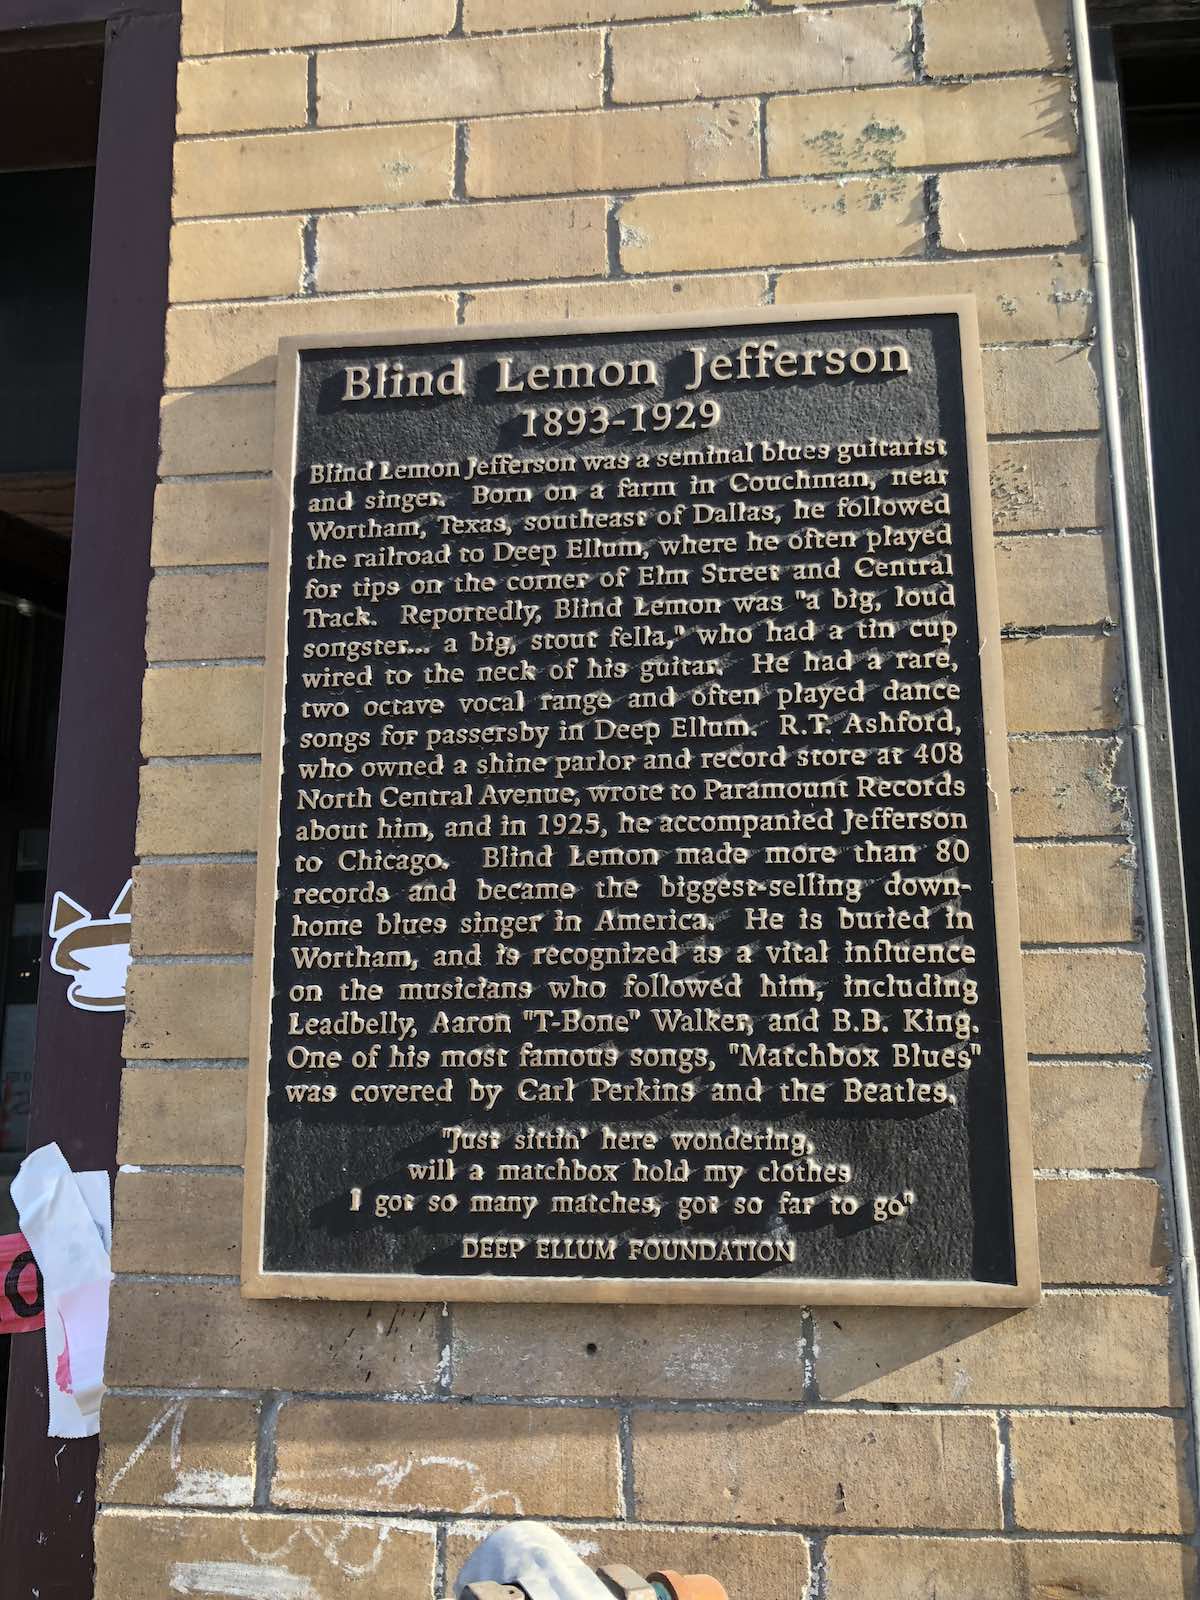 Blind Lemon Jefferson
1893-1929
Blind Lemon Jefferson was a seminal blues guitarist
and singer. Born on a farm in Couchman, near
Wortham, Texas, southeast of Dallas, he followed
the railroad to Deep Ellum, where he often played
for tips on the corner of Elm Street and Central
Track. Reportedly, Blind Lemon was "a big, loud
songster... a big, stout fella," who had a tin cup
wired to the neck of his guitar. He had a rare,
two octave vocal range and often played dance
songs for passersby in Deep Ellum. R.T. Ashford,
who owned a shine parlor and record store at 408
North Central Avenue, wrote to Paramount Records
about him, and in 1925, he accompanied Jefferson
to Chicago. Blind Lemon made more than 80
records and became the biggest-selling down-
home blues singer in America. He is buried in
Wortham, and is recognized as a vital influence
on the musicians who followed him, including
Leadbelly, Aaron "T-Bone" Walker, and B.B. King.
One of his most famous songs, "Matchbox Blues"
was covered by Carl Perkins and the Beatles.
"Just sittin' here wondering,
will a matchbox hold my clothes
I got so many matches, got so far to go"
DEEP ELLUM FOUNDATION